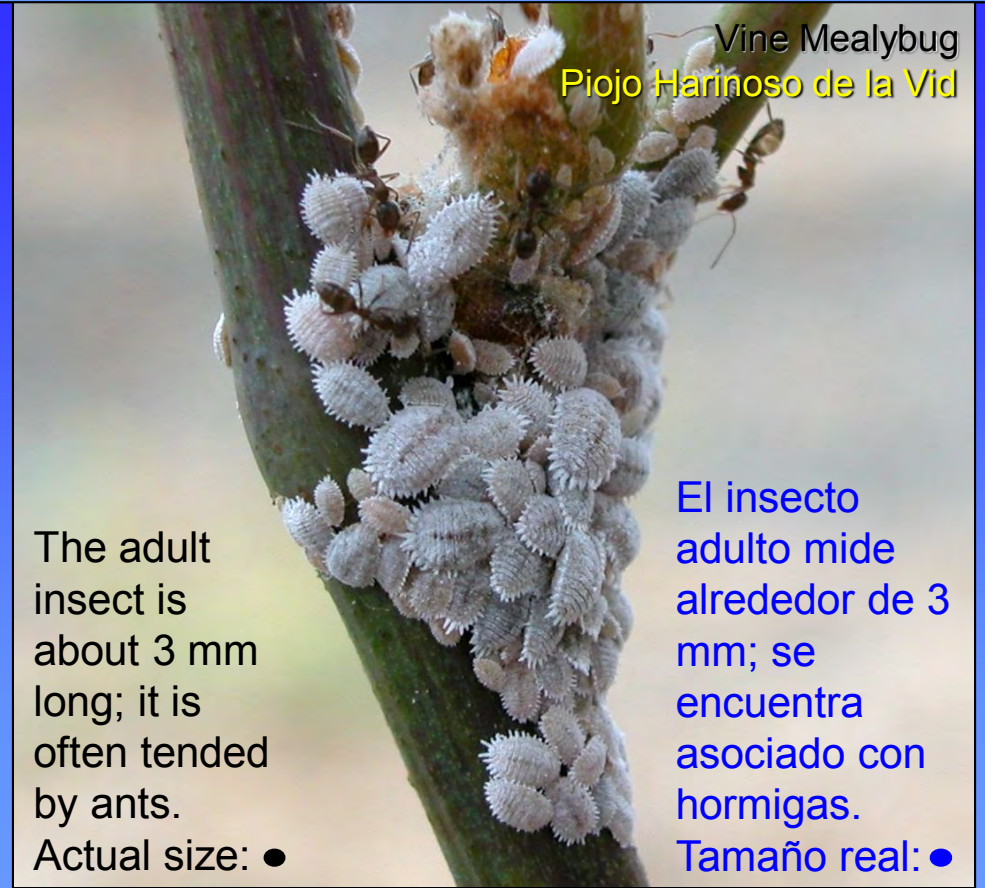 Vine Mealybug
Piojo Harinoso de la Vid
The adult
insect is
about 3 mm
long; it is
often tended
by ants.
Actual size: ●
El insecto
adulto mide
alrededor de 3
mm; se
encuentra
asociado con
hormigas.
Tamaño real: ●